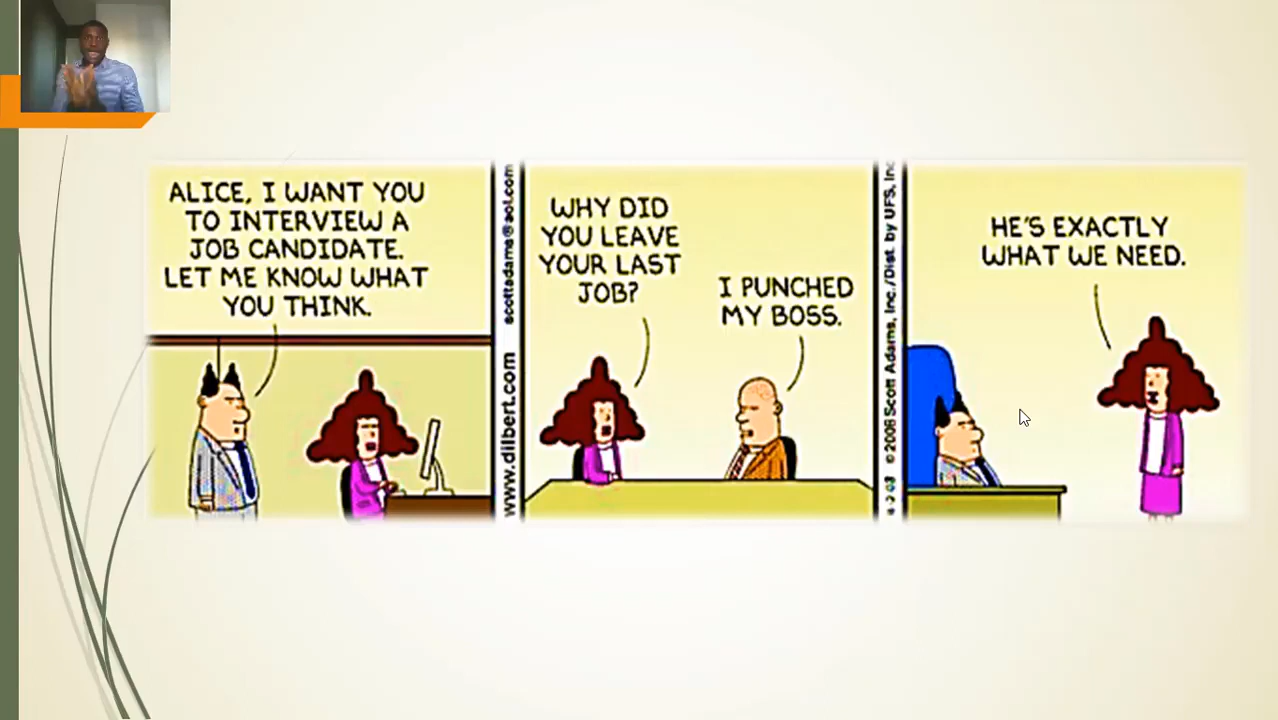 ALICE, I WANT YOU
TO INTERVIEW A
JOB CANDIDATE.
LET ME KNOW WHAT
YOU THINK.
www.dilbert.com
scottadams@aol.com
WHY DID
YOU LEAVE
YOUR LAST
JOB?
I PUNCHED
MY BOSS.
© 2008 Scott Adams, Inc./Dist. by UFS, Inc
HE'S EXACTLY
WHAT WE NEED.